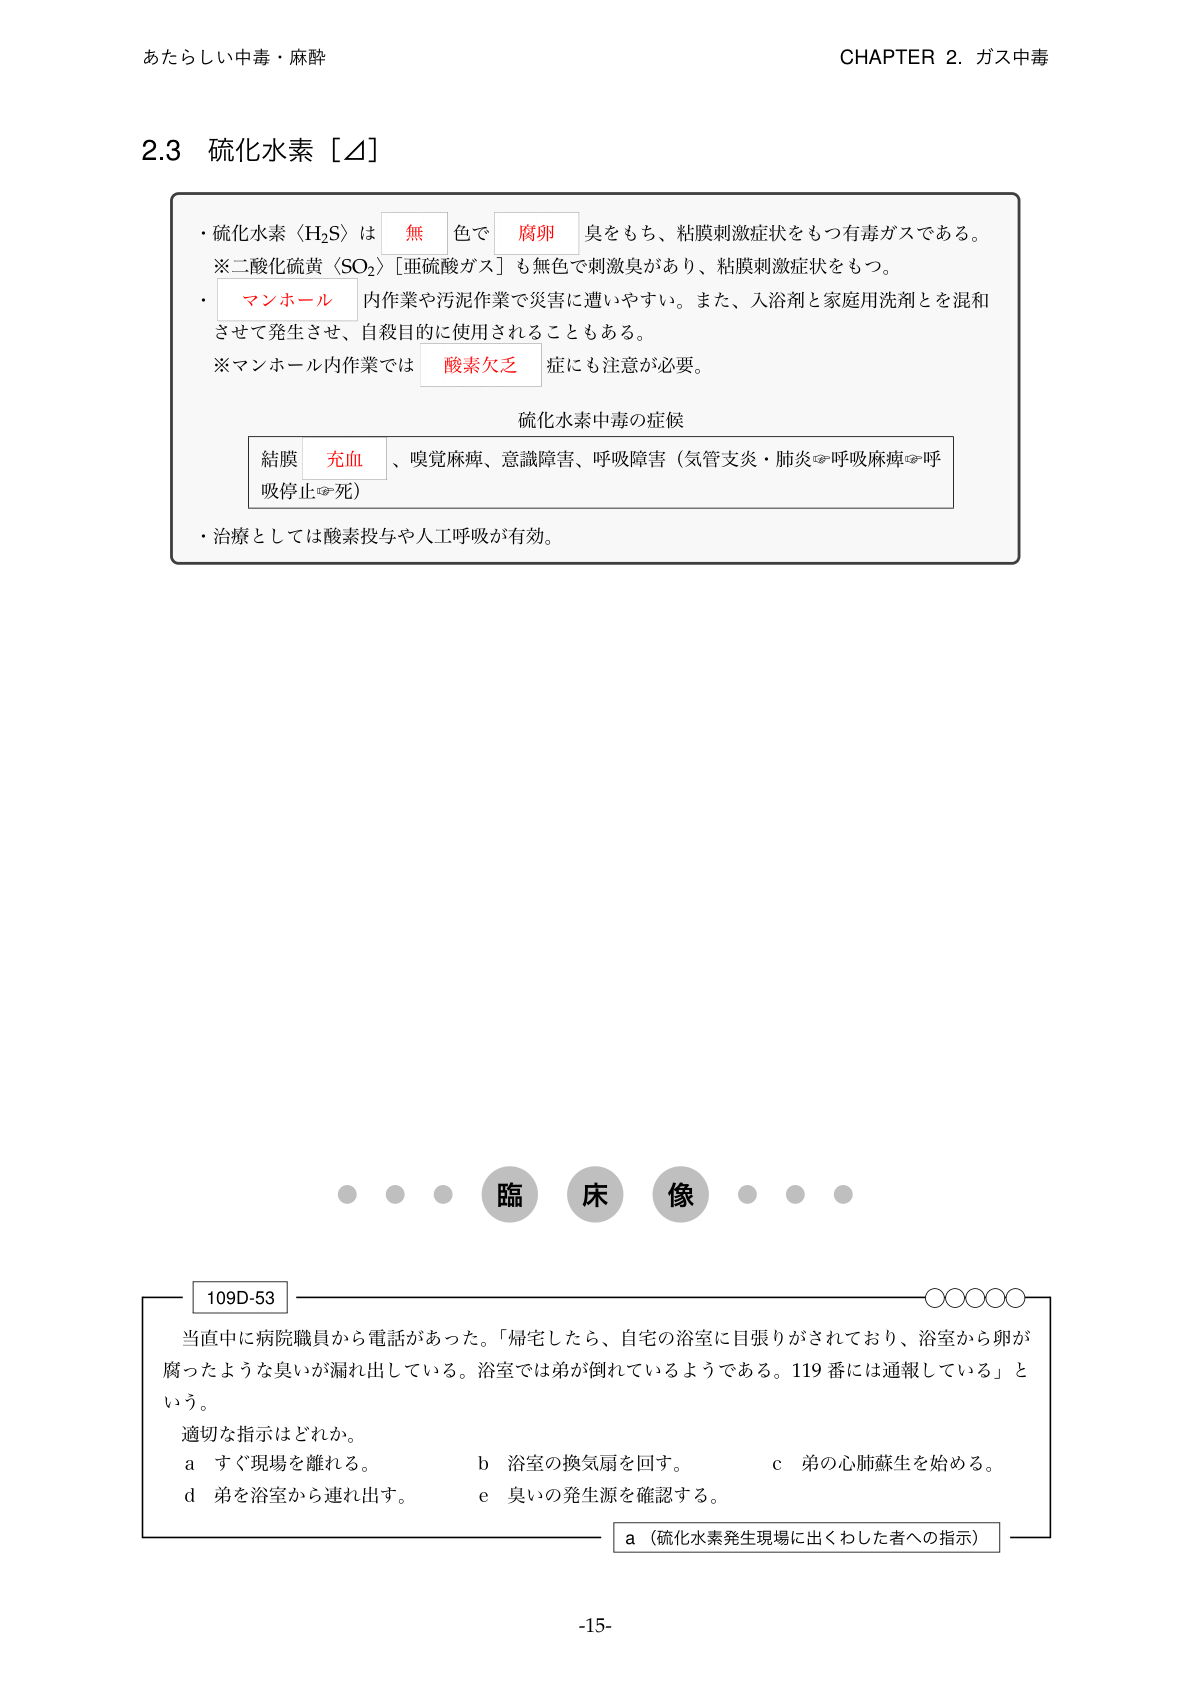 あたらしい中毒・麻酔 CHAPTER 2. ガス中毒
2.3 硫化水素［⊿］
・硫化水素〈H₂S〉は 無 色で 腐卵 臭をもち、粘膜刺激症状をもつ有毒ガスである。
※二酸化硫黄〈SO₂〉［亜硫酸ガス］も無色で刺激臭があり、粘膜刺激症状をもつ。
・ マンホール 内作業や汚泥作業で災害に遭いやすい。また、入浴剤と家庭用洗剤とを混和
させて発生させ、自殺目的に使用されることもある。
※マンホール内作業では 酸素欠乏 症にも注意が必要。
硫化水素中毒の症候
結膜 充血 、嗅覚麻痺、意識障害、呼吸障害（気管支炎・肺炎☞呼吸麻痺☞呼
吸停止☞死）
・治療としては酸素投与や人工呼吸が有効。
臨床像
109D-53 ○○○○○
当直中に病院職員から電話があった。「帰宅したら、自宅の浴室に目張りがされており、浴室から卵が
腐ったような臭いが漏れ出している。浴室では弟が倒れているようである。119 番には通報している」と
いう。
適切な指示はどれか。
a すぐ現場を離れる。 b 浴室の換気扇を回す。 c 弟の心肺蘇生を始める。
d 弟を浴室から連れ出す。 e 臭いの発生源を確認する。
a （硫化水素発生現場に出くわした者への指示）
-15-